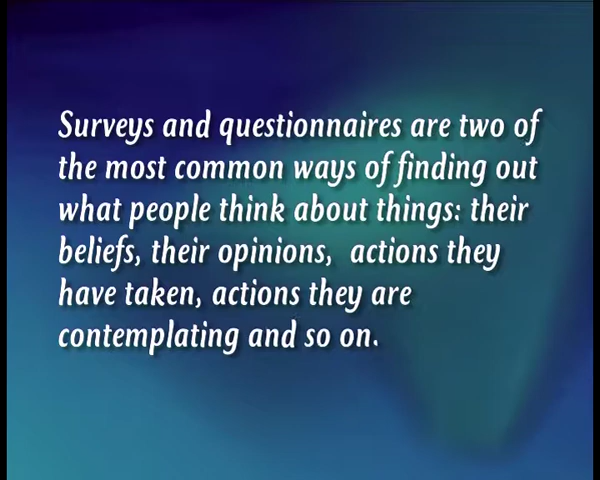 Surveys and questionnaires are two of
the most common ways of finding out
what people think about things: their
beliefs, their opinions,  actions they
have taken, actions they are
contemplating and so on.